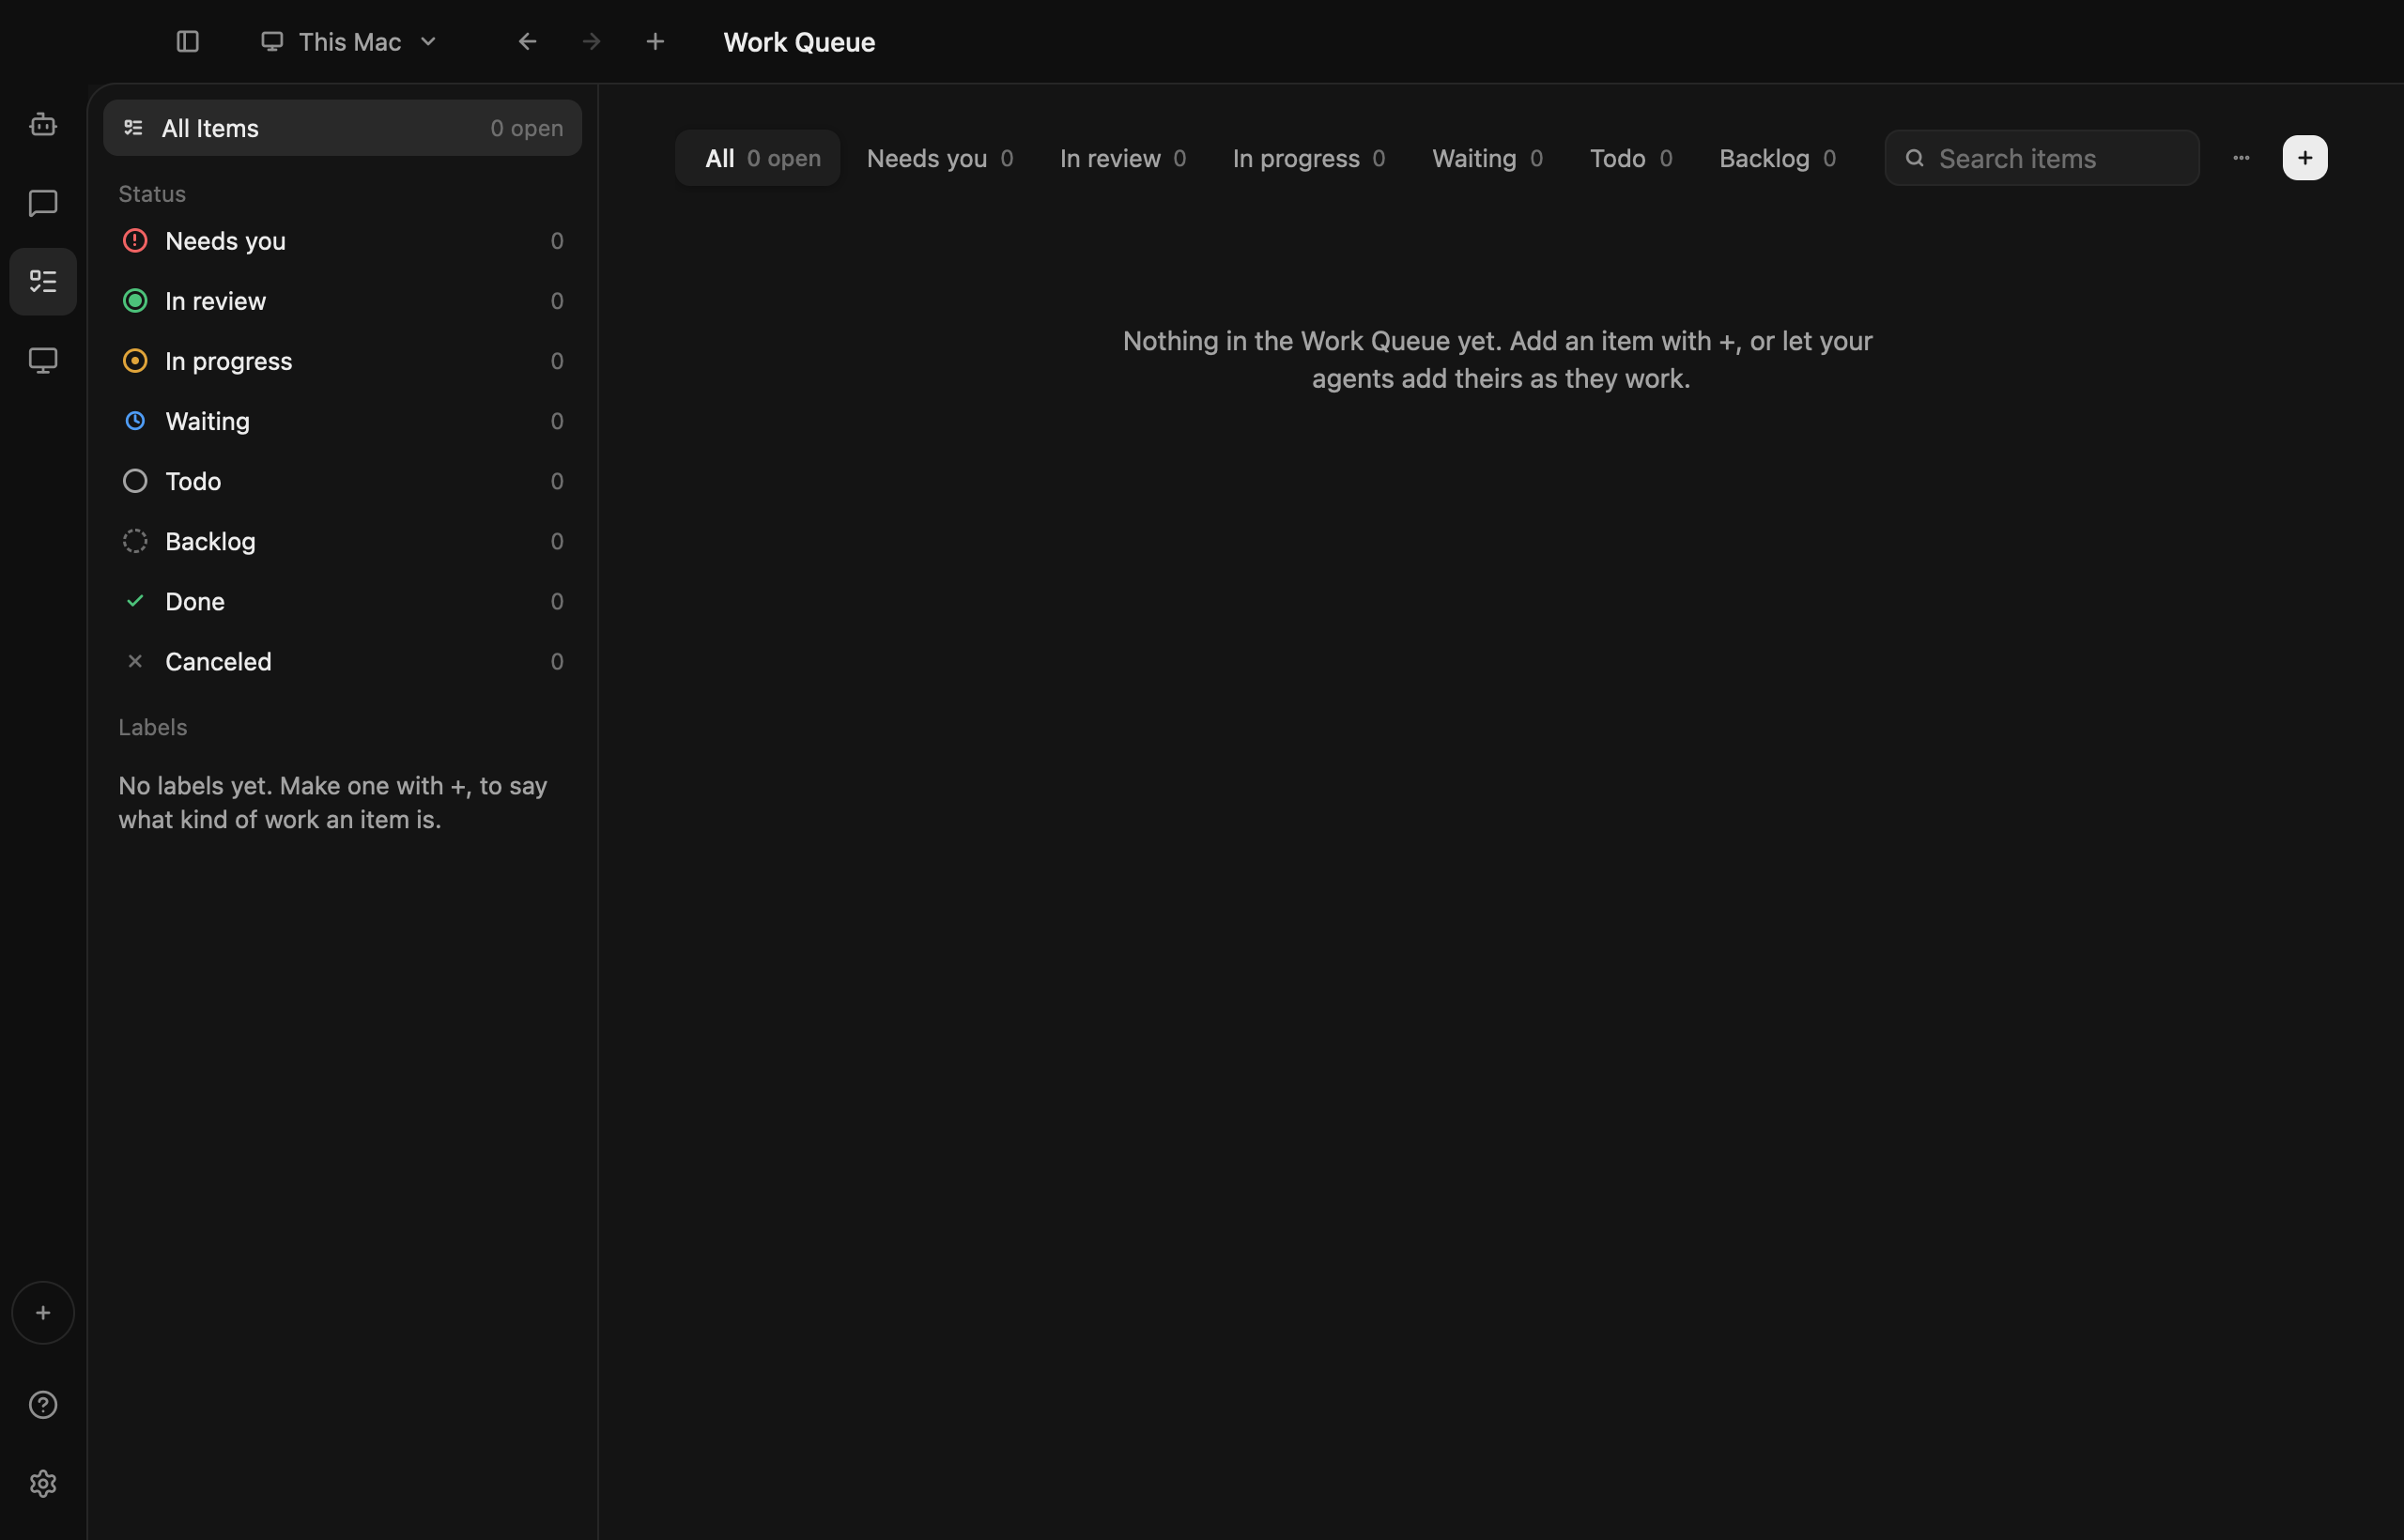 This Mac
Work Queue
All Items 0 open
Status
Needs you 0
In review 0
In progress 0
Waiting 0
Todo 0
Backlog 0
Done 0
Canceled 0
Labels
No labels yet. Make one with +, to say
what kind of work an item is.
All 0 open Needs you 0 In review 0 In progress 0 Waiting 0 Todo 0 Backlog 0 Search items
Nothing in the Work Queue yet. Add an item with +, or let your
agents add theirs as they work.